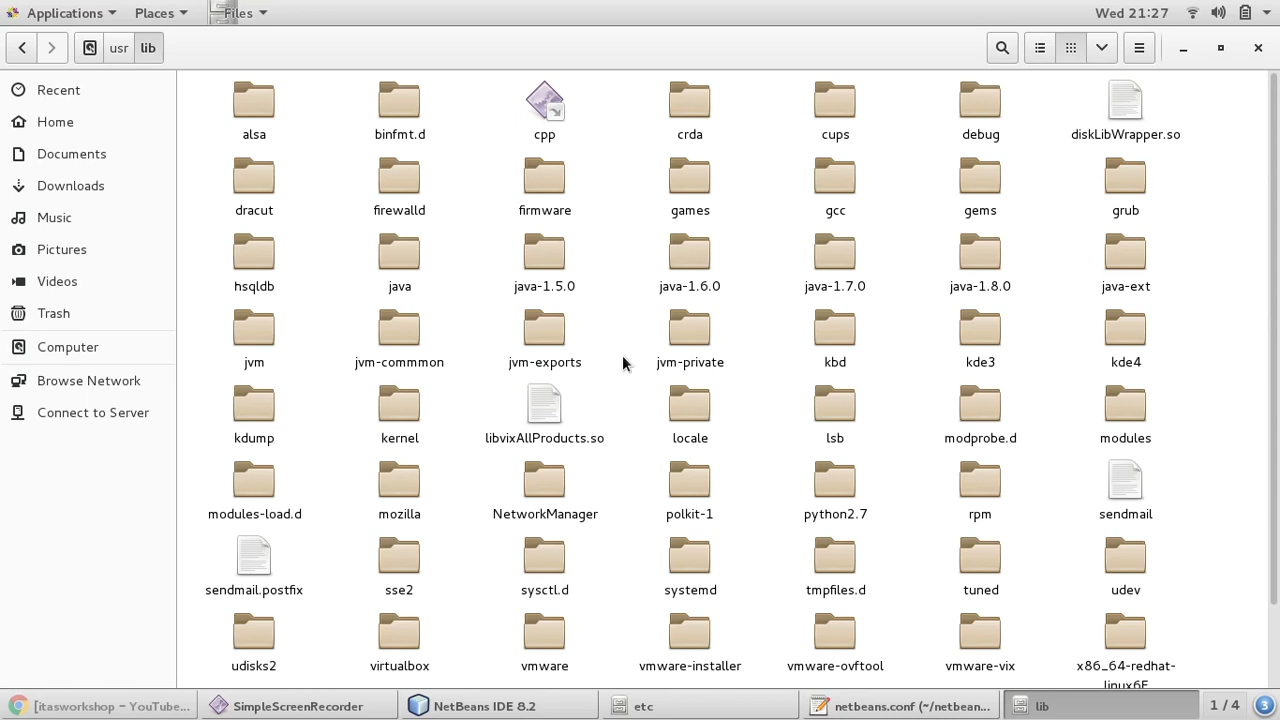 Applications Places Files Wed 21:27
usr lib
Recent
Home
Documents
Downloads
Music
Pictures
Videos
Trash
Computer
Browse Network
Connect to Server
alsa binfmt.d cpp crda cups debug diskLibWrapper.so
dracut firewalld firmware games gcc gems grub
hsqldb java java-1.5.0 java-1.6.0 java-1.7.0 java-1.8.0 java-ext
jvm jvm-commmon jvm-exports jvm-private kbd kde3 kde4
kdump kernel libvixAllProducts.so locale lsb modprobe.d modules
modules-load.d mozilla NetworkManager polkit-1 python2.7 rpm sendmail
sendmail.postfix sse2 sysctl.d systemd tmpfiles.d tuned udev
udisks2 virtualbox vmware vmware-installer vmware-ovftool vmware-vix x86_64-redhat-
linux6E
[itasworkshop - YouTube... SimpleScreenRecorder NetBeans IDE 8.2 etc netbeans.conf (~/netbean... lib 1 / 4 3